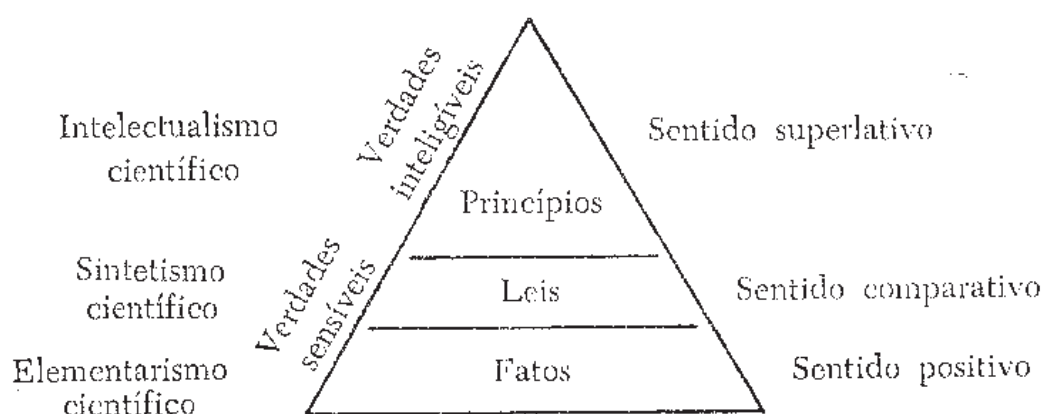 Verdades
inteligíveis
Intelectualismo
científico
Sentido superlativo
Princípios
Verdades
sensíveis
Sintetismo
científico
Leis
Sentido comparativo
Elementarismo
científico
Fatos
Sentido positivo